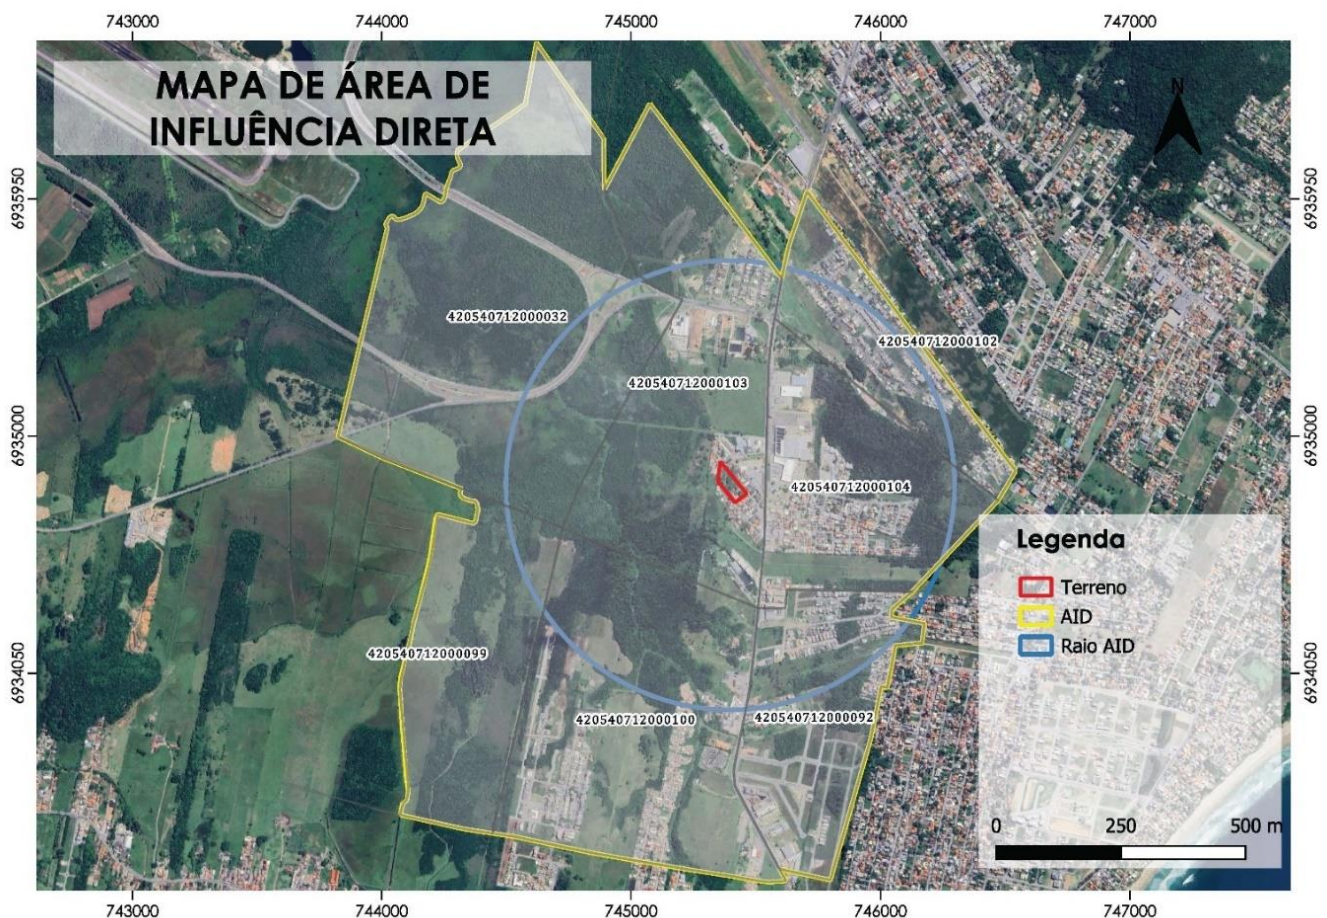 743000 744000 745000 746000 747000
MAPA DE ÁREA DE
INFLUÊNCIA DIRETA
N
6935950 6935950
420540712000032
420540712000102
420540712000103
6935000 6935000
420540712000104
Legenda
Terreno
AID
Raio AID
420540712000099
6934050 6934050
420540712000100 420540712000092
0 250 500 m
743000 744000 745000 746000 747000